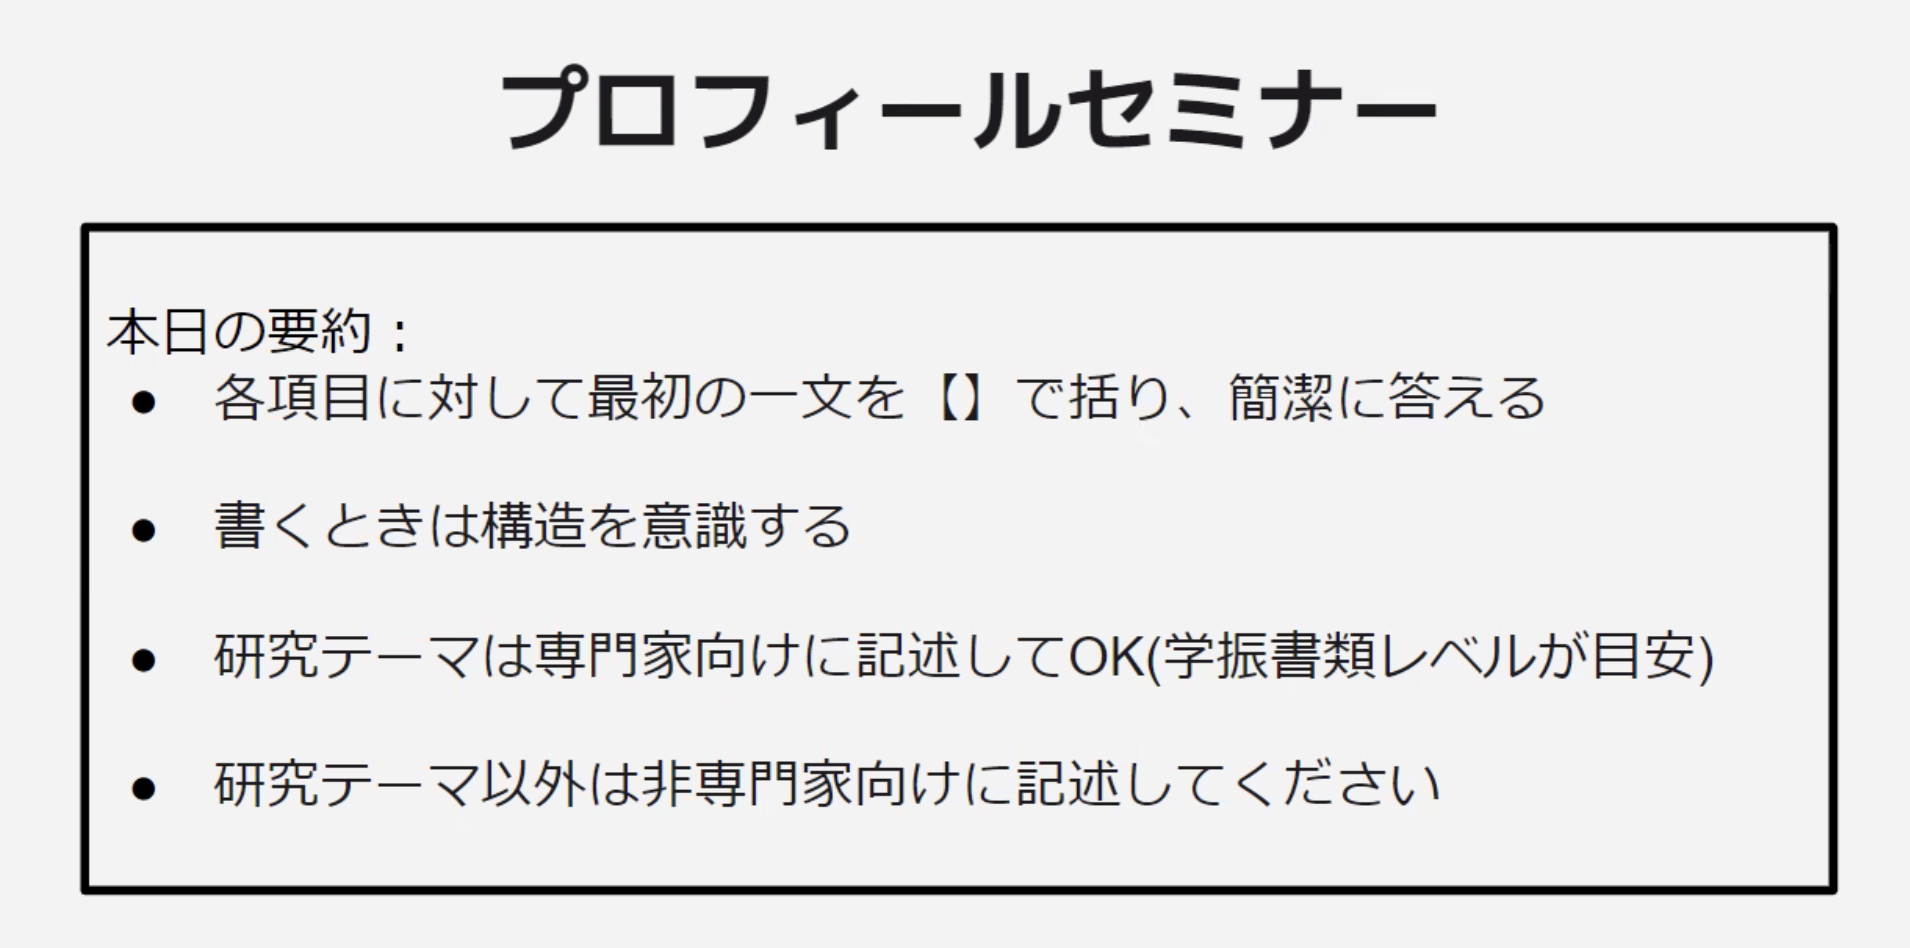 プロフィールセミナー
本日の要約：
● 各項目に対して最初の一文を【】で括り、簡潔に答える
● 書くときは構造を意識する
● 研究テーマは専門家向けに記述してOK(学振書類レベルが目安)
● 研究テーマ以外は非専門家向けに記述してください